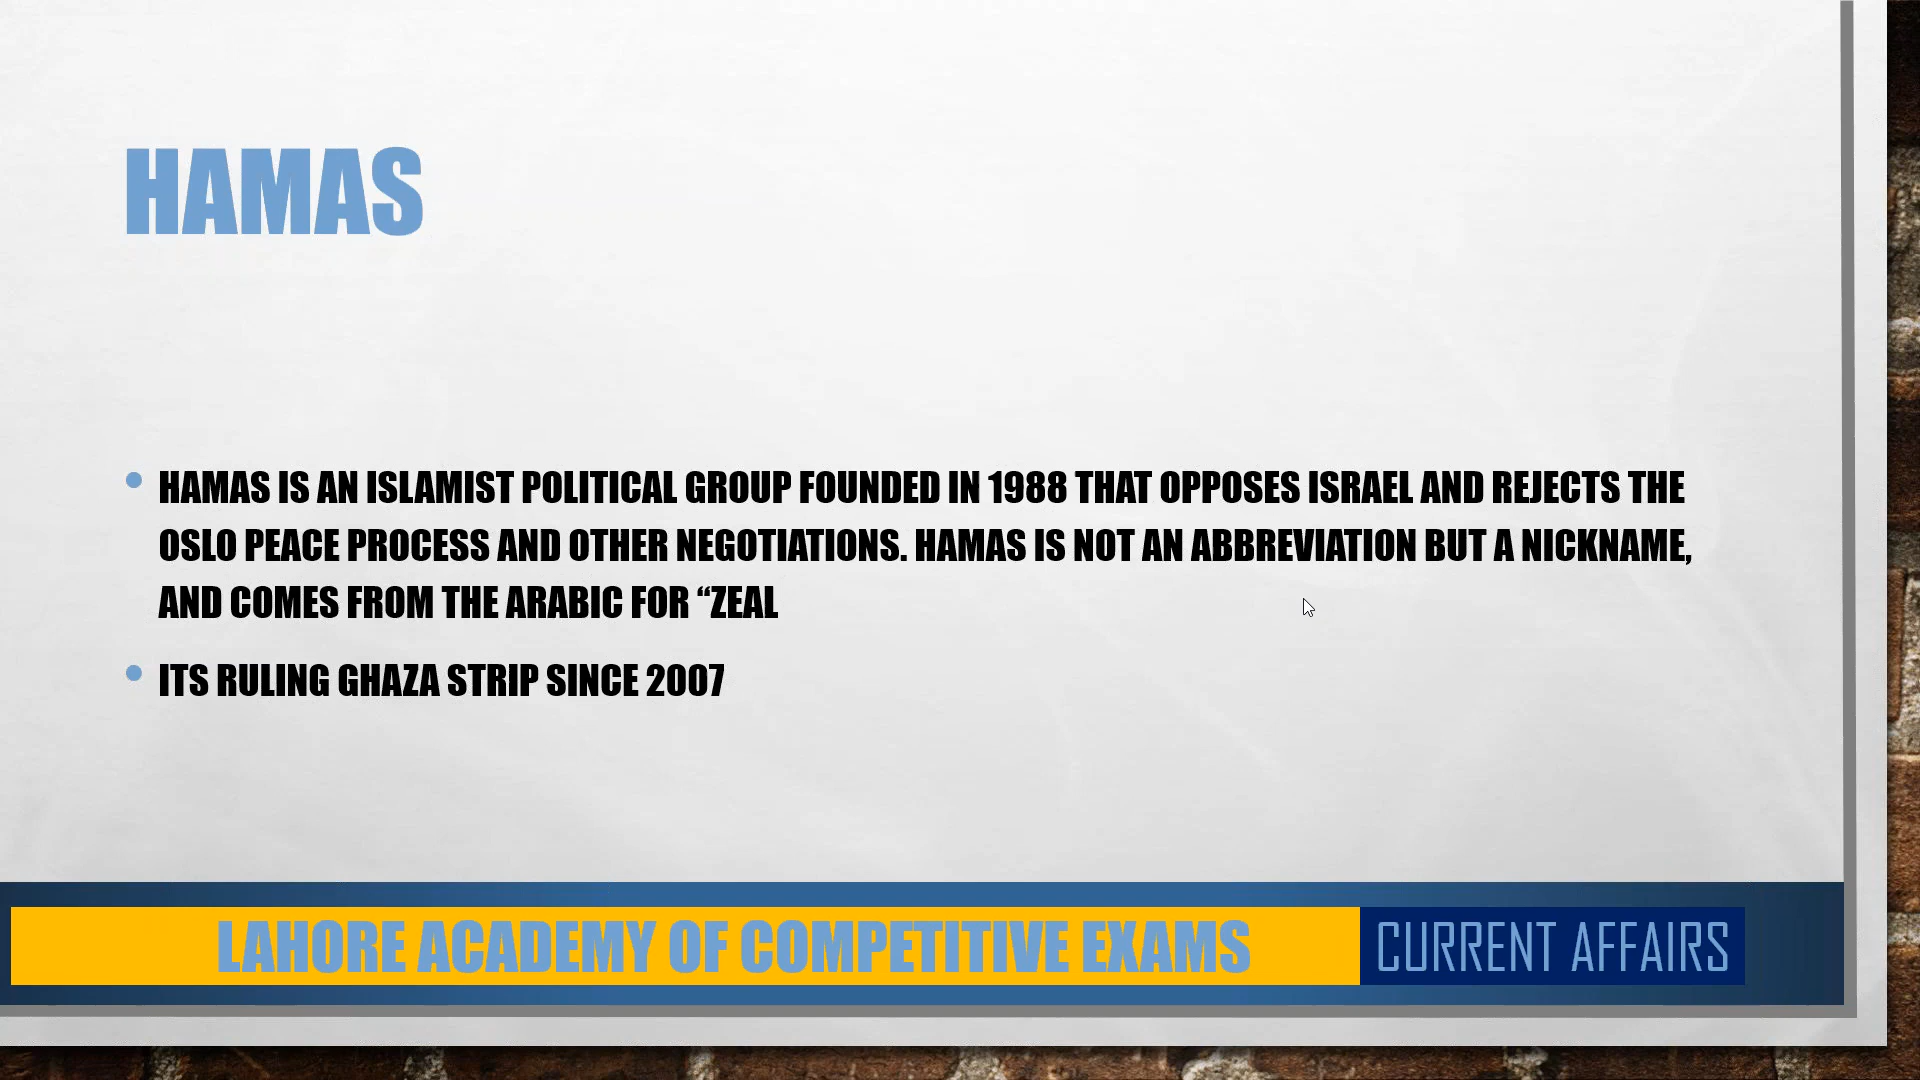 HAMAS
HAMAS IS AN ISLAMIST POLITICAL GROUP FOUNDED IN 1988 THAT OPPOSES ISRAEL AND REJECTS THE
OSLO PEACE PROCESS AND OTHER NEGOTIATIONS. HAMAS IS NOT AN ABBREVIATION BUT A NICKNAME,
AND COMES FROM THE ARABIC FOR “ZEAL
ITS RULING GHAZA STRIP SINCE 2007
LAHORE ACADEMY OF COMPETITIVE EXAMS CURRENT AFFAIRS